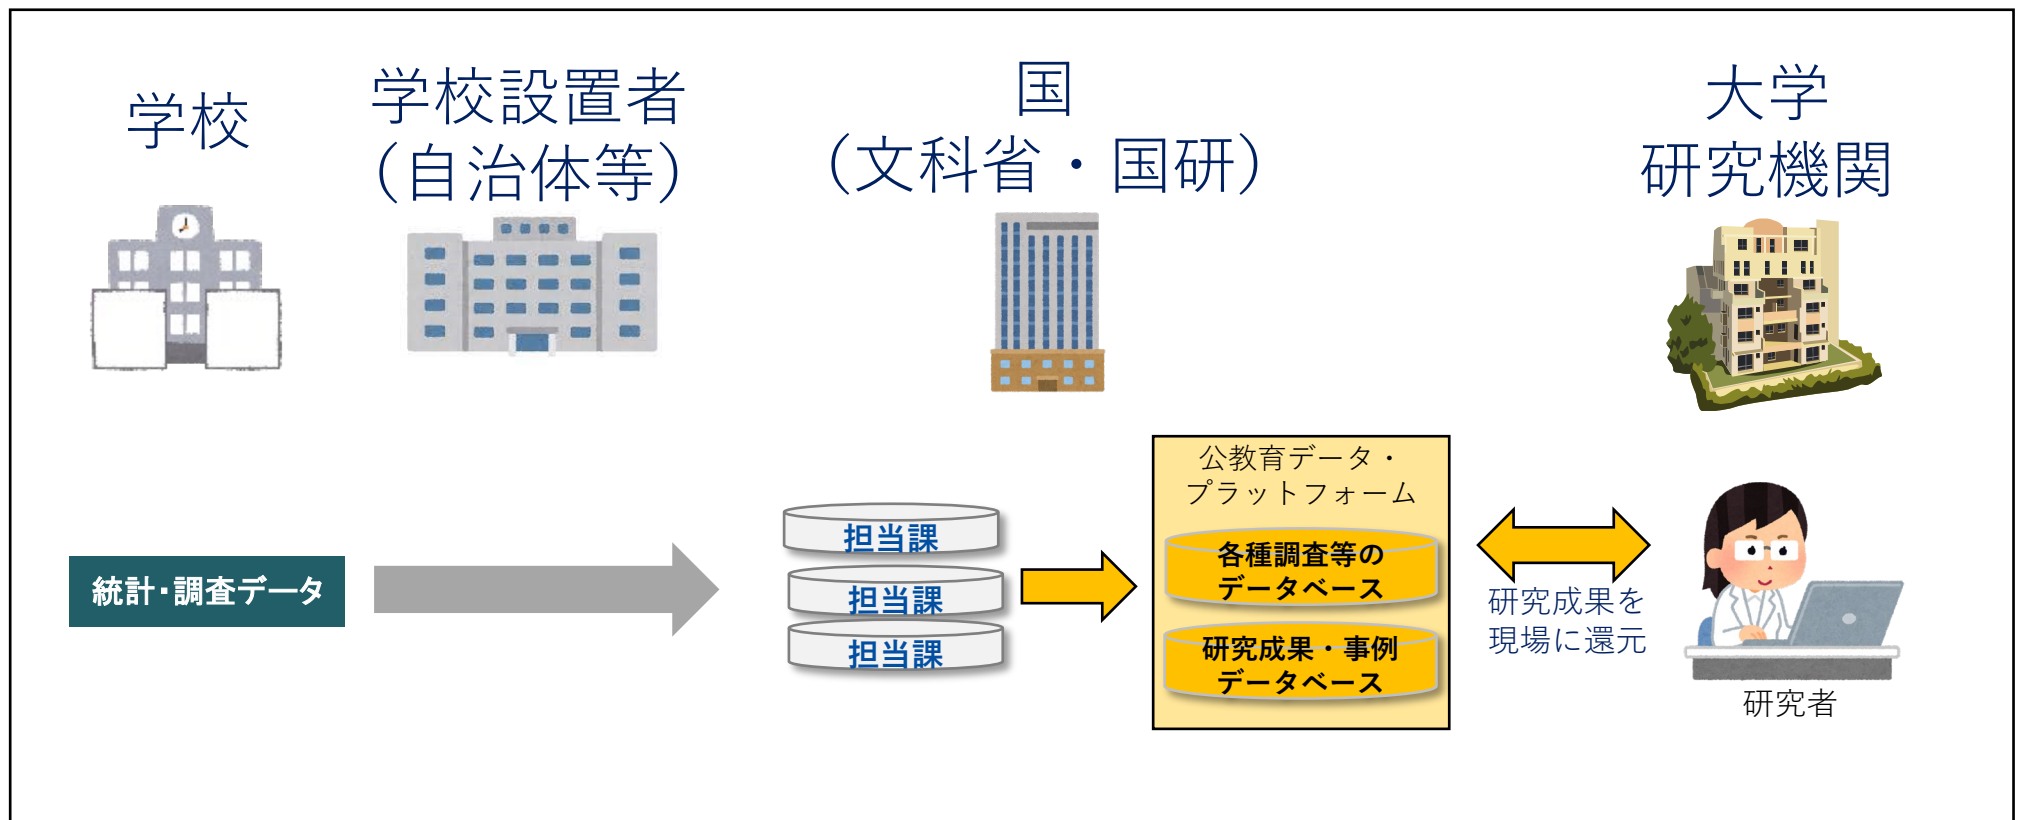 学校
学校設置者
（自治体等）
国
（文科省・国研）
大学
研究機関
統計・調査データ
担当課
担当課
担当課
公教育データ・
プラットフォーム
各種調査等の
データベース
研究成果・事例
データベース
研究成果を
現場に還元
研究者